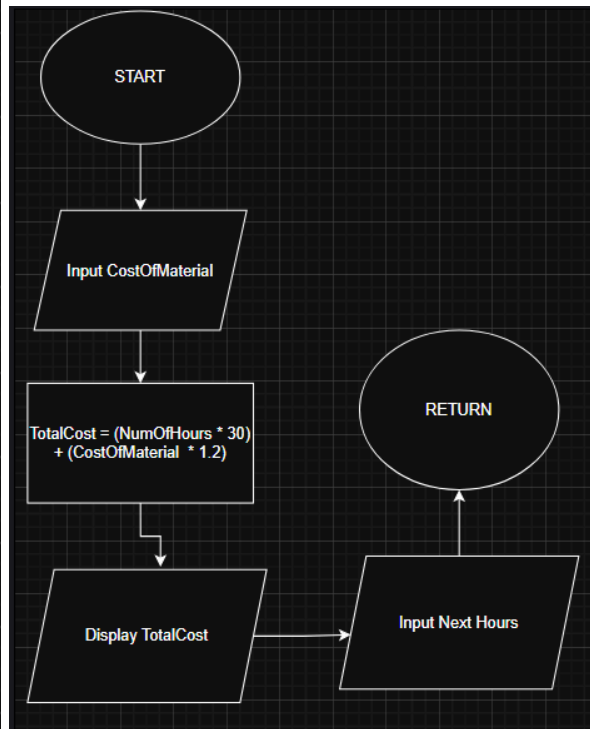 START
Input CostOfMaterial
TotalCost = (NumOfHours * 30)
+ (CostOfMaterial * 1.2)
Display TotalCost
Input Next Hours
RETURN